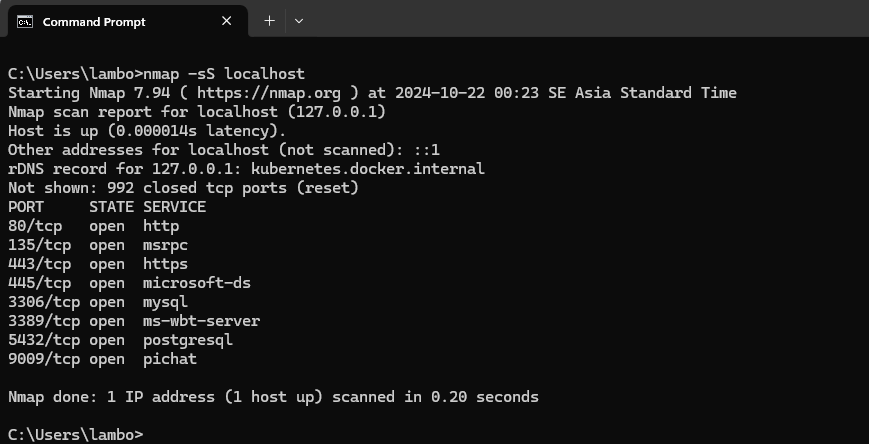 Command Prompt
C:\Users\lambo>nmap -sS localhost
Starting Nmap 7.94 ( https://nmap.org ) at 2024-10-22 00:23 SE Asia Standard Time
Nmap scan report for localhost (127.0.0.1)
Host is up (0.000014s latency).
Other addresses for localhost (not scanned): ::1
rDNS record for 127.0.0.1: kubernetes.docker.internal
Not shown: 992 closed tcp ports (reset)
PORT     STATE SERVICE
80/tcp   open  http
135/tcp  open  msrpc
443/tcp  open  https
445/tcp  open  microsoft-ds
3306/tcp open  mysql
3389/tcp open  ms-wbt-server
5432/tcp open  postgresql
9009/tcp open  pichat
Nmap done: 1 IP address (1 host up) scanned in 0.20 seconds
C:\Users\lambo>